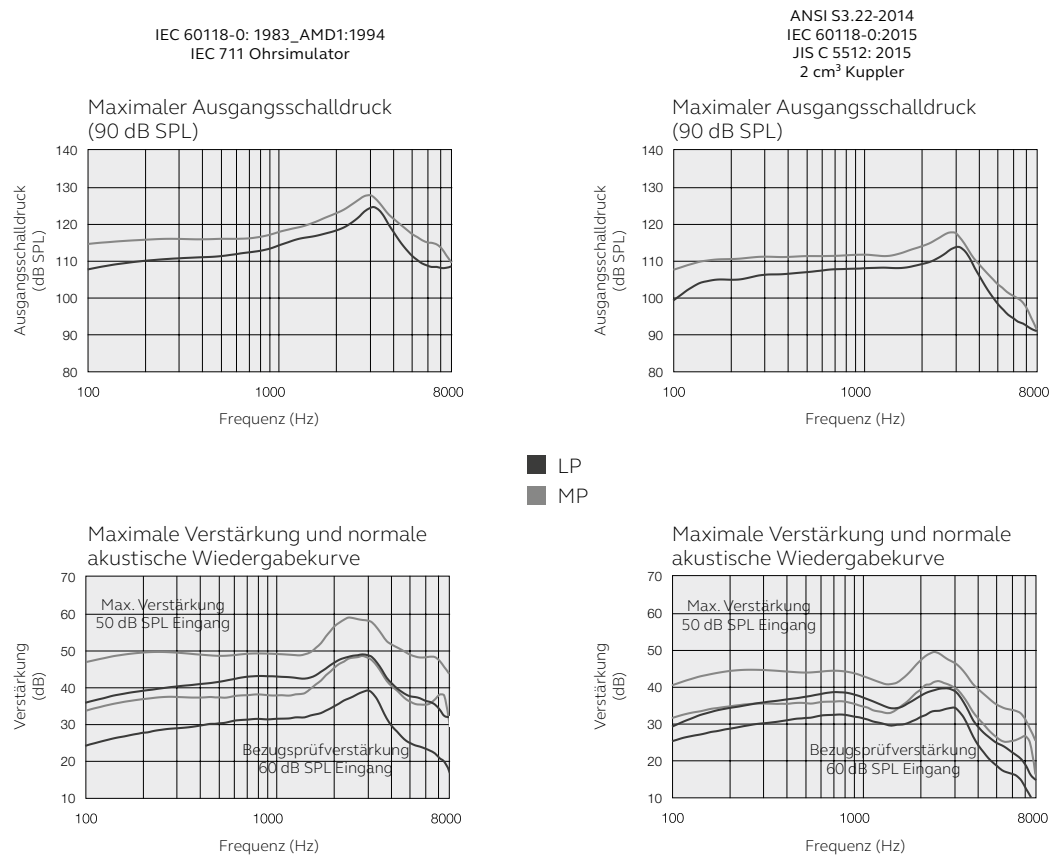 IEC 60118-0: 1983_AMD1:1994
IEC 711 Ohrsimulator
ANSI S3.22-2014
IEC 60118-0:2015
JIS C 5512: 2015
2 cm³ Kuppler
Maximaler Ausgangsschalldruck
(90 dB SPL)
140
130
120
110
100
90
80
Ausgangsschalldruck
(dB SPL)
100
1000
8000
Frequenz (Hz)
Maximaler Ausgangsschalldruck
(90 dB SPL)
140
130
120
110
100
90
80
Ausgangsschalldruck
(dB SPL)
100
1000
8000
Frequenz (Hz)
LP
MP
Maximale Verstärkung und normale
akustische Wiedergabekurve
70
60
50
40
30
20
10
Verstärkung
(dB)
Max. Verstärkung
50 dB SPL Eingang
Bezugsprüfverstärkung
60 dB SPL Eingang
100
1000
8000
Frequenz (Hz)
Maximale Verstärkung und normale
akustische Wiedergabekurve
70
60
50
40
30
20
10
Verstärkung
(dB)
Max. Verstärkung
50 dB SPL Eingang
Bezugsprüfverstärkung
60 dB SPL Eingang
100
1000
8000
Frequenz (Hz)